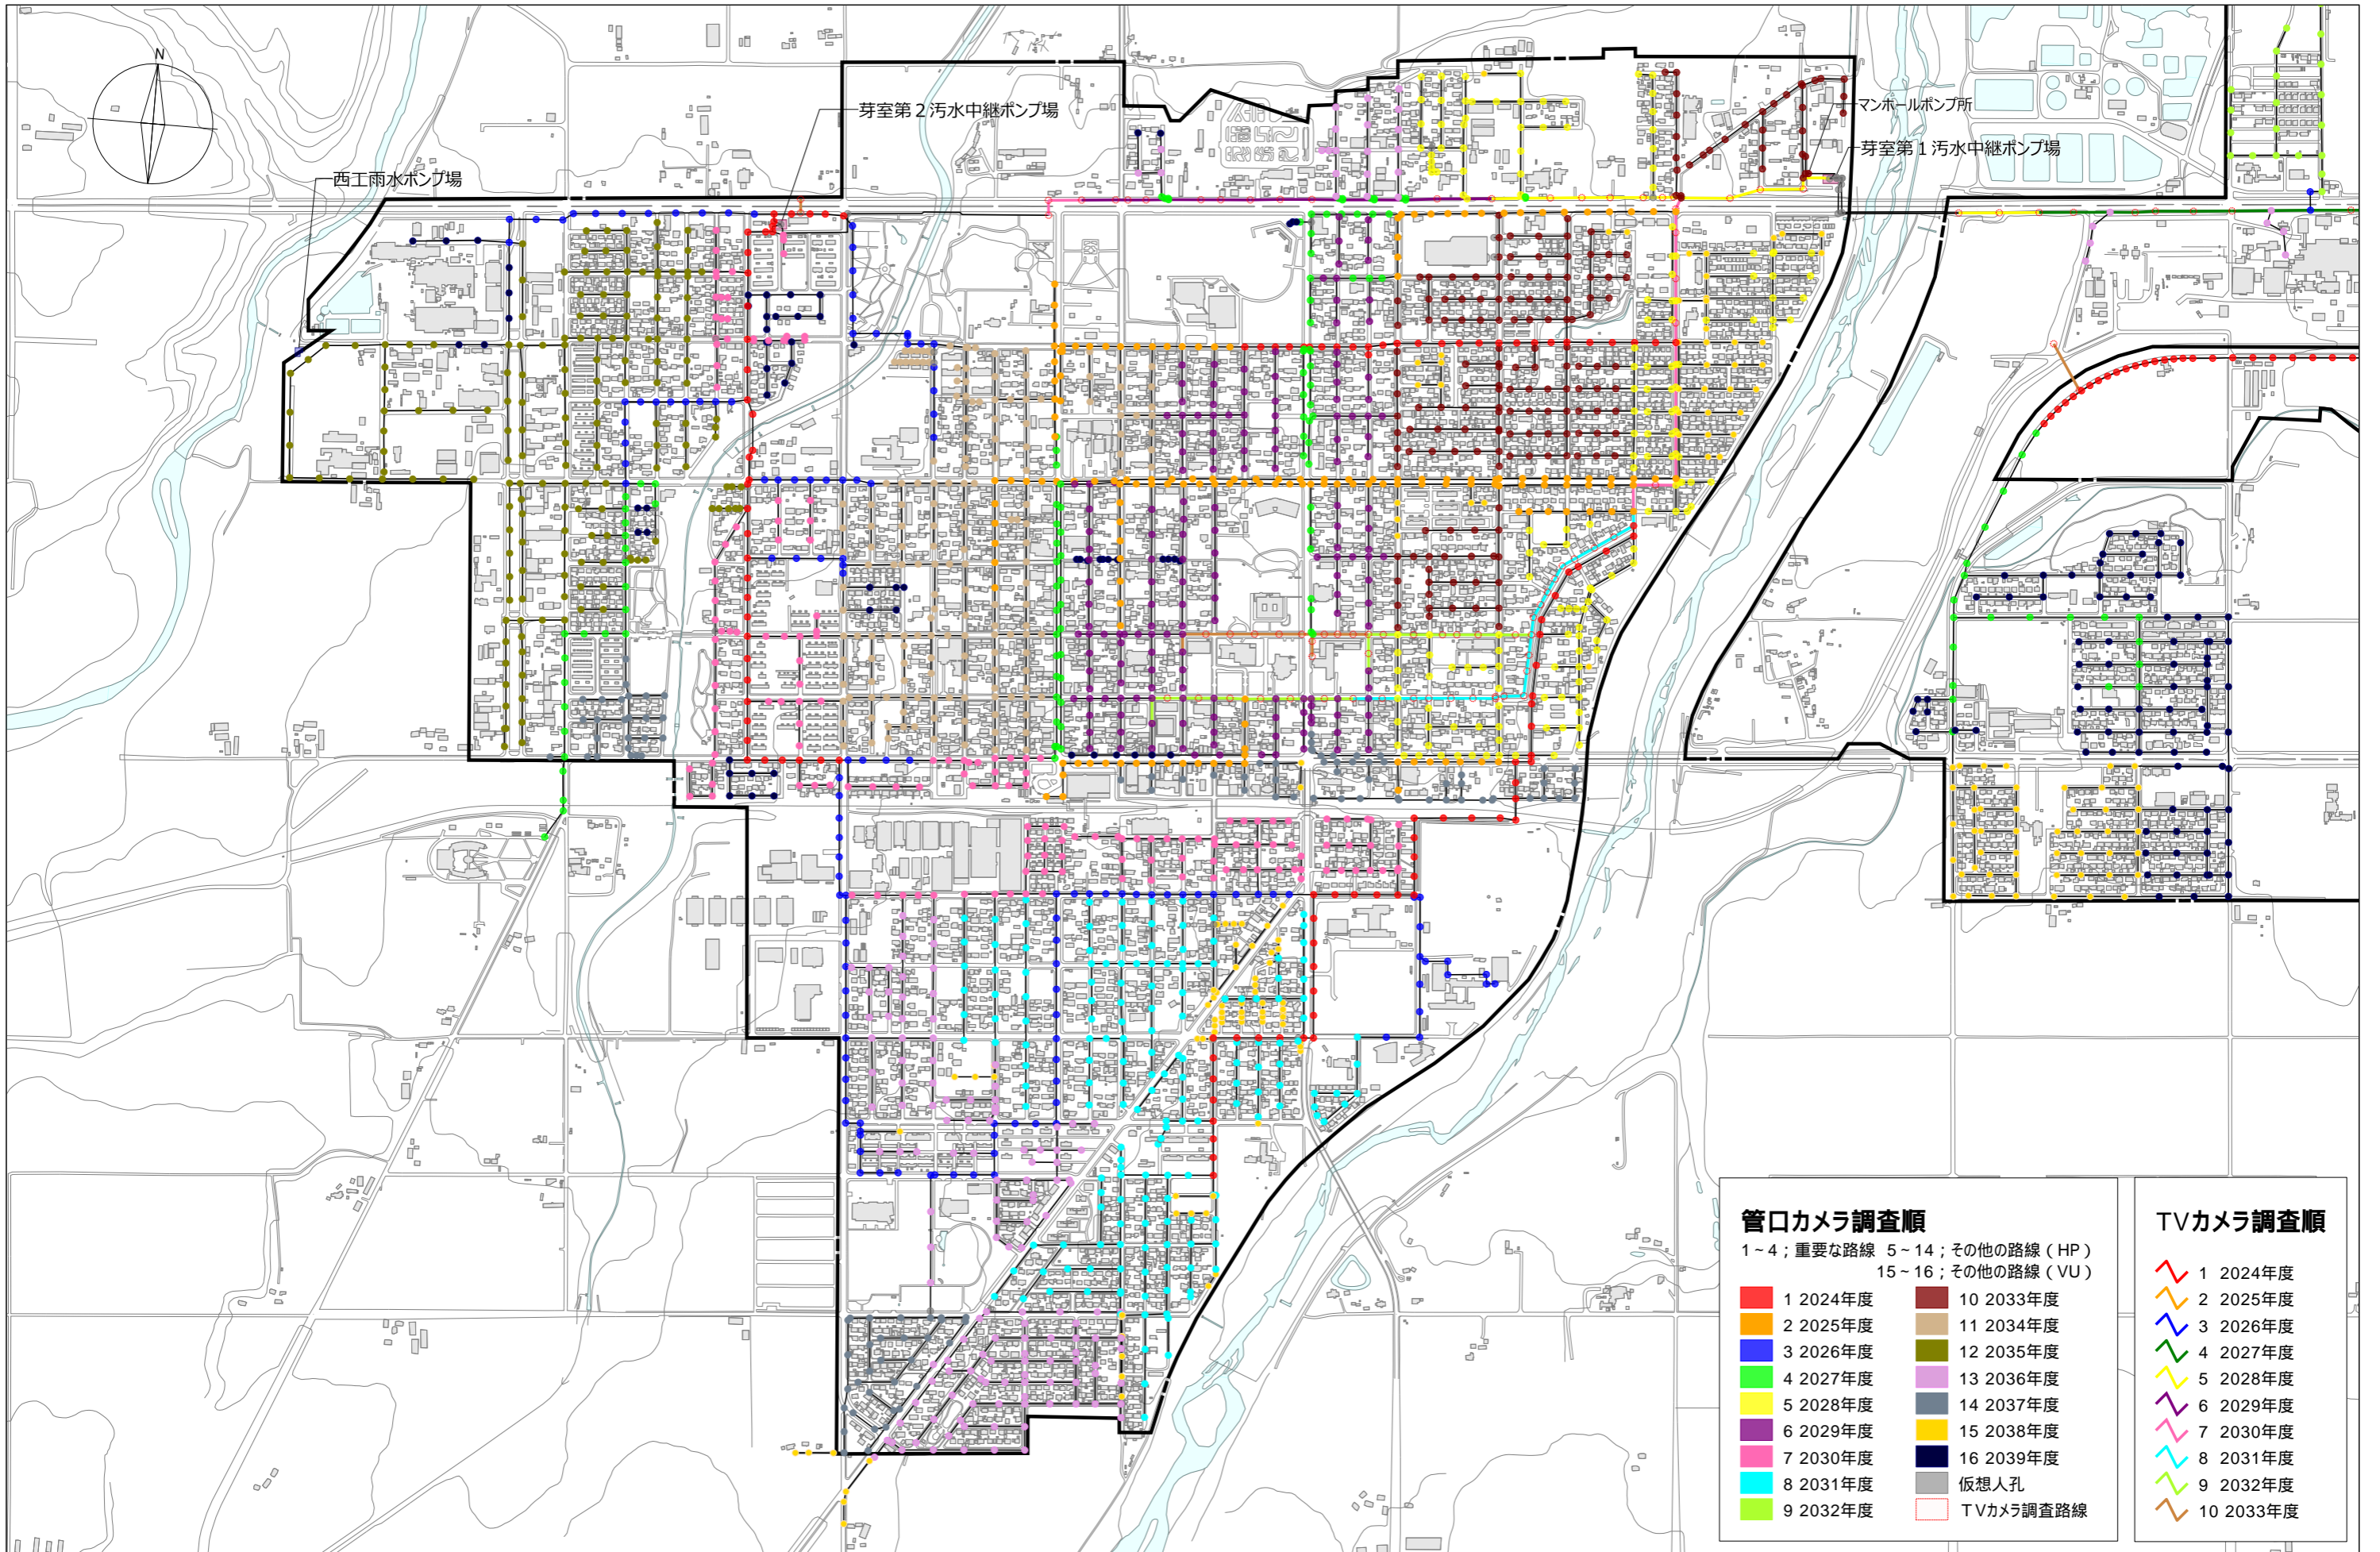 N
芽室第２汚水中継ポンプ場
マンホールポンプ所
芽室第１汚水中継ポンプ場
西工雨水ポンプ場
管口カメラ調査順
1～4；重要な路線 5～14；その他の路線（HP）
15～16；その他の路線（VU）
1 2024年度
2 2025年度
3 2026年度
4 2027年度
5 2028年度
6 2029年度
7 2030年度
8 2031年度
9 2032年度
10 2033年度
11 2034年度
12 2035年度
13 2036年度
14 2037年度
15 2038年度
16 2039年度
仮想人孔
ＴVカメラ調査路線
TVカメラ調査順
1 2024年度
2 2025年度
3 2026年度
4 2027年度
5 2028年度
6 2029年度
7 2030年度
8 2031年度
9 2032年度
10 2033年度